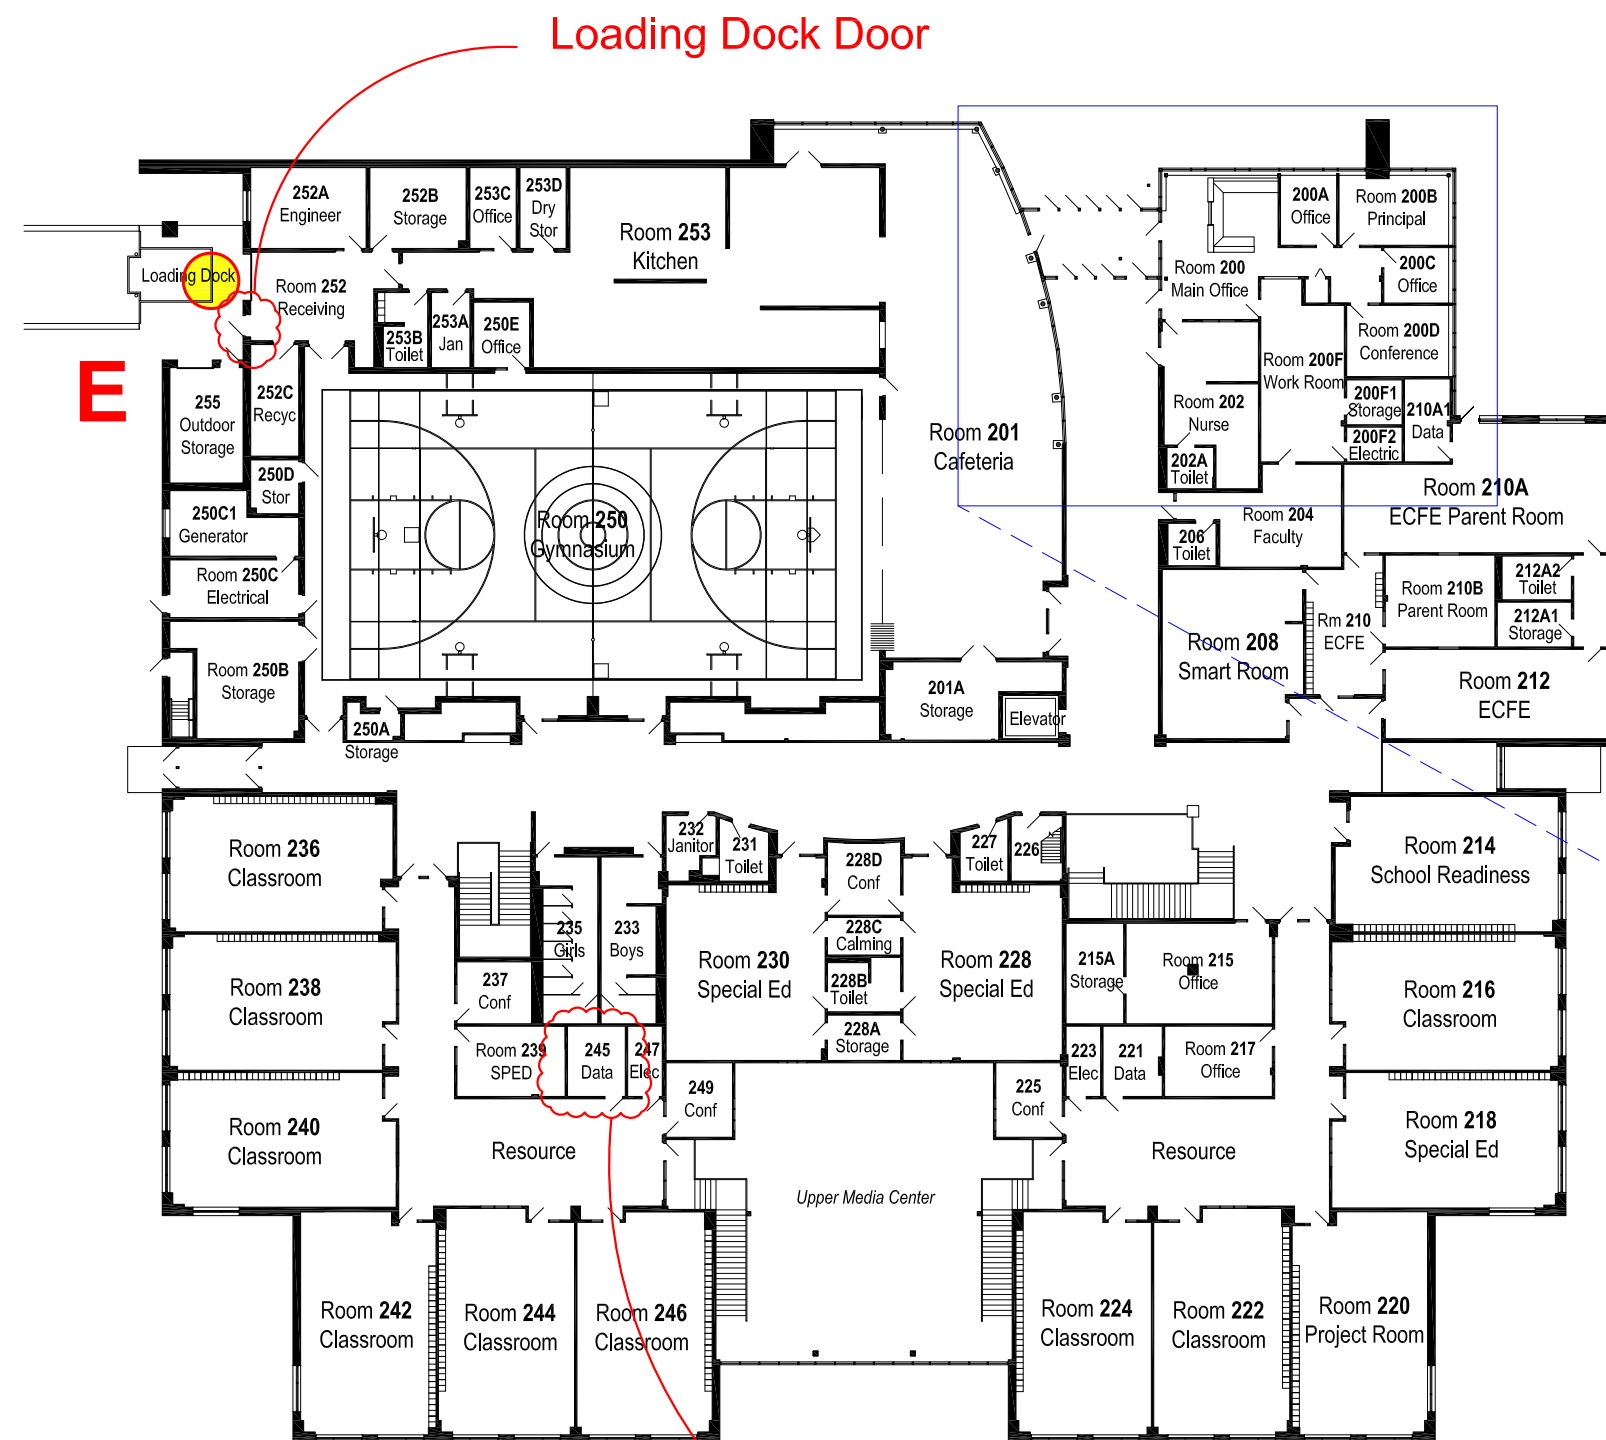 Loading Dock Door
252A
Engineer
252B
Storage
253C
Office
253D
Dry
Stor
Room 253
Kitchen
200A
Office
Room 200B
Principal
Loading Dock
Room 252
Receiving
Room 200
Main Office
200C
Office
253B
Toilet
253A
Jan
250E
Office
Room 200D
Conference
Room 200F
Work Room
E
255
Outdoor
Storage
252C
Recyc
Room 201
Cafeteria
Room 202
Nurse
200F1
Storage
210A1
Data
200F2
Electric
202A
Toilet
250D
Stor
Room 210A
ECFE Parent Room
250C1
Generator
Room 250
Gymnasium
Room 204
Faculty
206
Toilet
Room 250C
Electrical
Room 210B
Parent Room
212A2
Toilet
212A1
Storage
Rm 210
ECFE
Room 208
Smart Room
Room 250B
Storage
201A
Storage
Elevator
Room 212
ECFE
250A
Storage
Room 236
Classroom
232
Janitor
231
Toilet
228D
Conf
227
Toilet
226
Room 214
School Readiness
235
Girls
233
Boys
228C
Calming
Room 238
Classroom
237
Conf
Room 230
Special Ed
228B
Toilet
Room 228
Special Ed
215A
Storage
Room 215
Office
Room 216
Classroom
228A
Storage
Room 239
SPED
245
Data
247
Elec
223
Elec
221
Data
Room 217
Office
249
Conf
225
Conf
Room 240
Classroom
Resource
Resource
Room 218
Special Ed
Upper Media Center
Room 242
Classroom
Room 244
Classroom
Room 246
Classroom
Room 224
Classroom
Room 222
Classroom
Room 220
Project Room